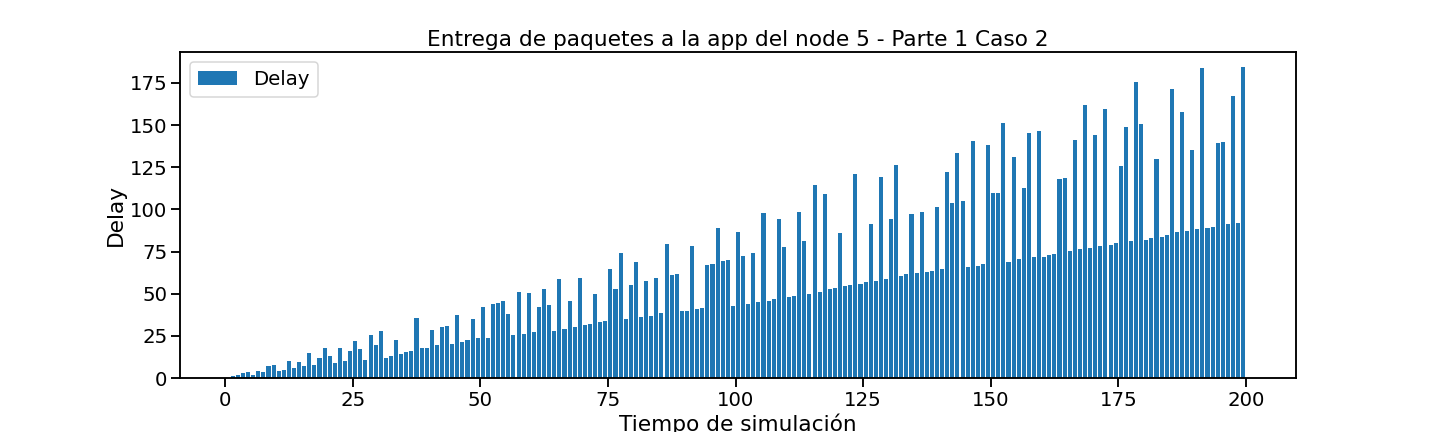 Entrega de paquetes a la app del node 5 - Parte 1 Caso 2
Delay
175
150
125
100
75
50
25
0
Delay
0 25 50 75 100 125 150 175 200
Tiempo de simulación